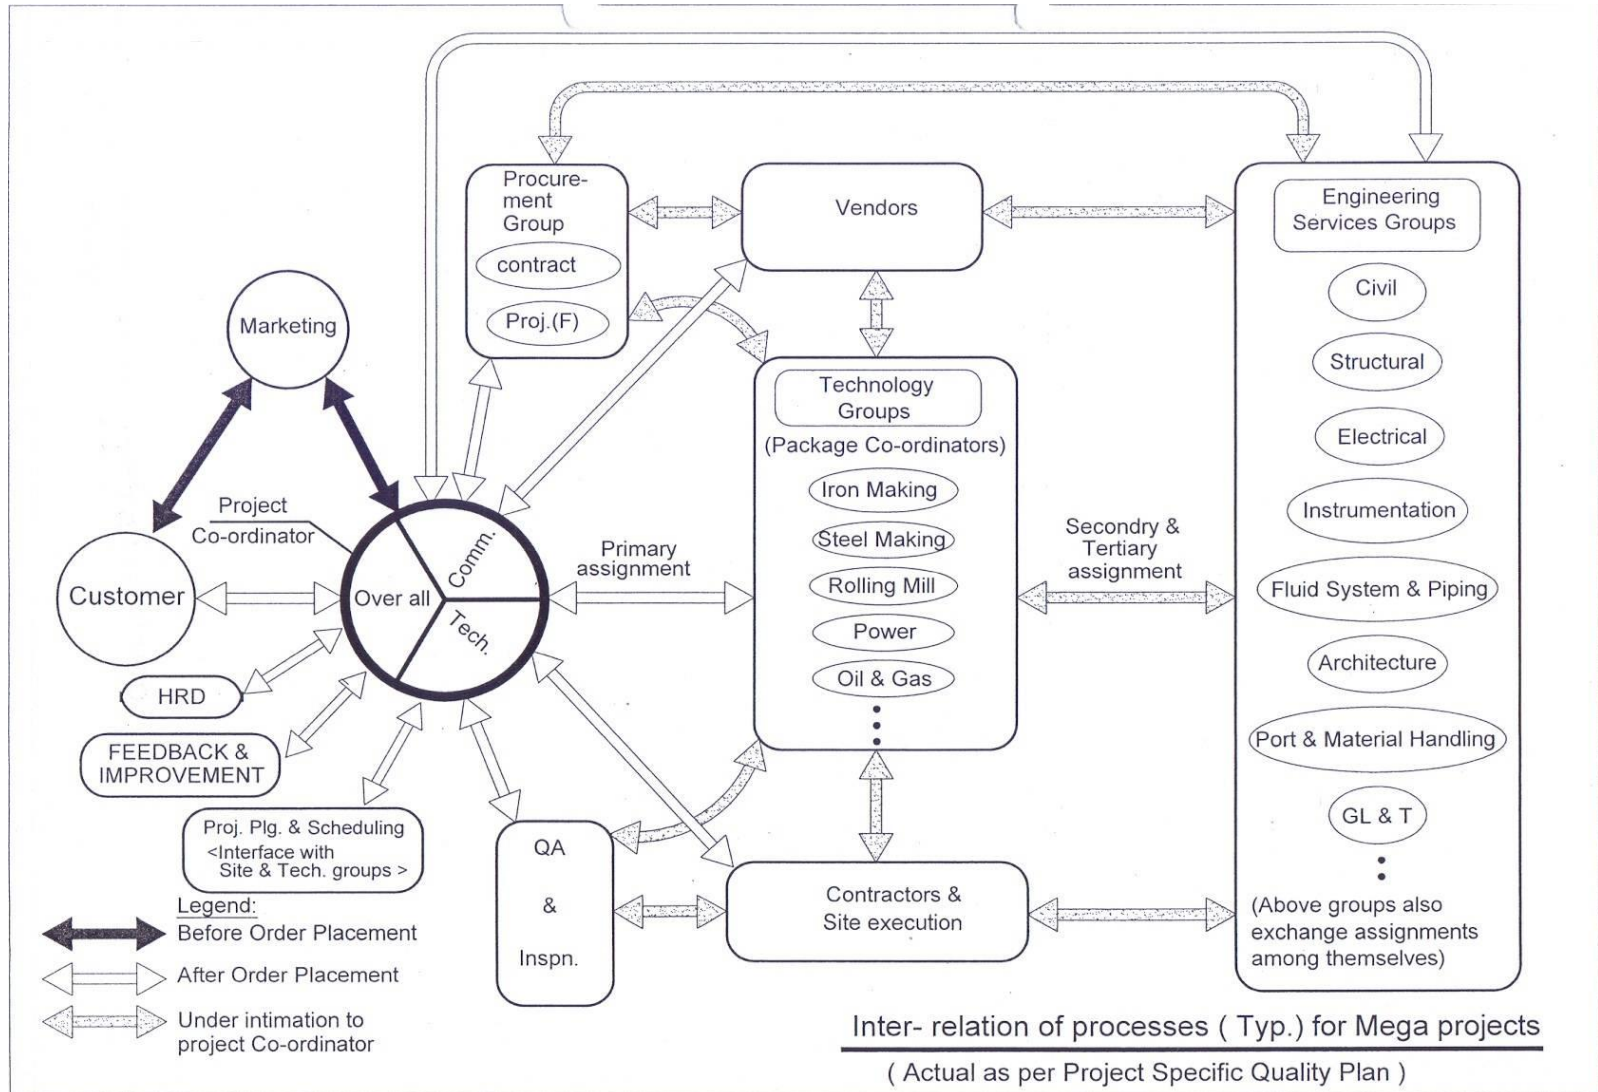 Procure-
ment
Group
contract
Proj.(F)
Vendors
Engineering
Services Groups
Civil
Structural
Electrical
Instrumentation
Fluid System & Piping
Architecture
Port & Material Handling
GL & T
(Above groups also
exchange assignments
among themselves)
Marketing
Project
Co-ordinator
Customer
Over all
Comm.
Tech.
Primary
assignment
Technology
Groups
(Package Co-ordinators)
Iron Making
Steel Making
Rolling Mill
Power
Oil & Gas
Secondry &
Tertiary
assignment
HRD
FEEDBACK &
IMPROVEMENT
Proj. Plg. & Scheduling
<Interface with
Site & Tech. groups >
QA
&
Inspn.
Contractors &
Site execution
Legend:
Before Order Placement
After Order Placement
Under intimation to
project Co-ordinator
Inter- relation of processes ( Typ.) for Mega projects
( Actual as per Project Specific Quality Plan )